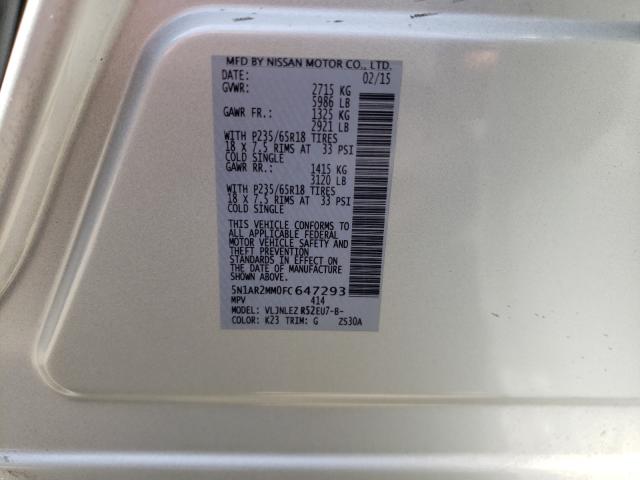 MFD BY NISSAN MOTOR CO., LTD.
DATE: 02/15
GVWR: 2715 KG
5986 LB
GAWR FR.: 1325 KG
2921 LB
WITH P235/65R18 TIRES
18 X 7.5 RIMS AT 33 PSI
COLD SINGLE
GAWR RR.: 1415 KG
3120 LB
WITH P235/65R18 TIRES
18 X 7.5 RIMS AT 33 PSI
COLD SINGLE
THIS VEHICLE CONFORMS TO
ALL APPLICABLE FEDERAL
MOTOR VEHICLE SAFETY AND
THEFT PREVENTION
STANDARDS IN EFFECT ON
THE DATE OF MANUFACTURE
SHOWN ABOVE.
5N1AR2MM0FC647293
MPV 414
MODEL: VLJNLEZ R52EU7-B-
COLOR: K23 TRIM: G ZS30A